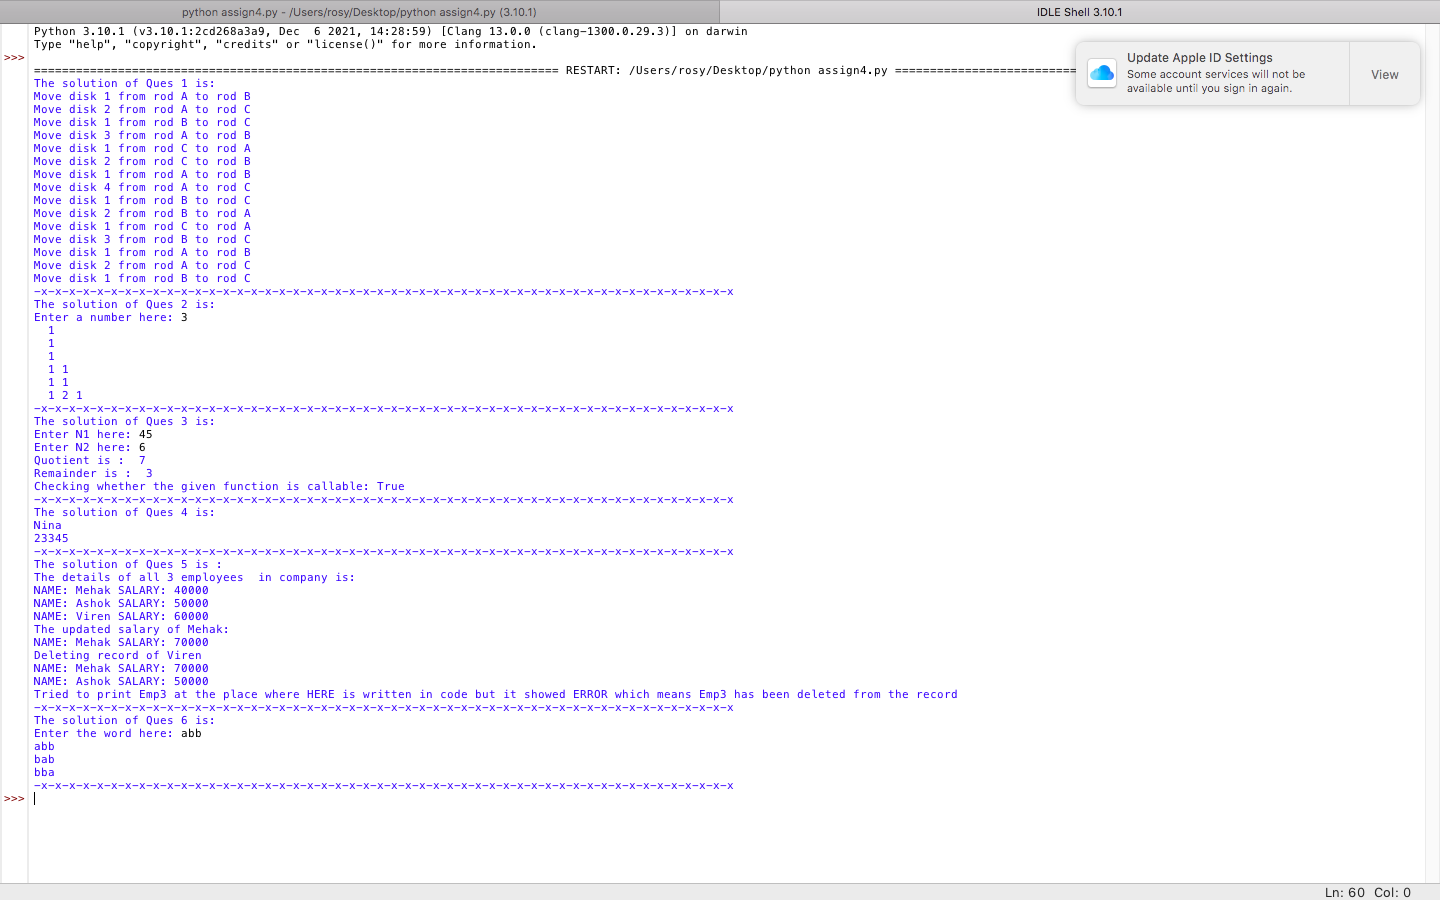 python assign4.py - /Users/rosy/Desktop/python assign4.py (3.10.1)
IDLE Shell 3.10.1
Python 3.10.1 (v3.10.1:2cd268a3a9, Dec  6 2021, 14:28:59) [Clang 13.0.0 (clang-1300.0.29.3)] on darwin
Type "help", "copyright", "credits" or "license()" for more information.
>>>
=========================================================================== RESTART: /Users/rosy/Desktop/python assign4.py ==========================
Update Apple ID Settings
Some account services will not be
available until you sign in again.
View
The solution of Ques 1 is:
Move disk 1 from rod A to rod B
Move disk 2 from rod A to rod C
Move disk 1 from rod B to rod C
Move disk 3 from rod A to rod B
Move disk 1 from rod C to rod A
Move disk 2 from rod C to rod B
Move disk 1 from rod A to rod B
Move disk 4 from rod A to rod C
Move disk 1 from rod B to rod C
Move disk 2 from rod B to rod A
Move disk 1 from rod C to rod A
Move disk 3 from rod B to rod C
Move disk 1 from rod A to rod B
Move disk 2 from rod A to rod C
Move disk 1 from rod B to rod C
-x-x-x-x-x-x-x-x-x-x-x-x-x-x-x-x-x-x-x-x-x-x-x-x-x-x-x-x-x-x-x-x-x-x-x-x-x-x-x-x-x-x-x-x-x-x-x-x-x-x
The solution of Ques 2 is:
Enter a number here: 3
1
1
1
1 1
1 1
1 2 1
-x-x-x-x-x-x-x-x-x-x-x-x-x-x-x-x-x-x-x-x-x-x-x-x-x-x-x-x-x-x-x-x-x-x-x-x-x-x-x-x-x-x-x-x-x-x-x-x-x-x
The solution of Ques 3 is:
Enter N1 here: 45
Enter N2 here: 6
Quotient is :  7
Remainder is :  3
Checking whether the given function is callable: True
-x-x-x-x-x-x-x-x-x-x-x-x-x-x-x-x-x-x-x-x-x-x-x-x-x-x-x-x-x-x-x-x-x-x-x-x-x-x-x-x-x-x-x-x-x-x-x-x-x-x
The solution of Ques 4 is:
Nina
23345
-x-x-x-x-x-x-x-x-x-x-x-x-x-x-x-x-x-x-x-x-x-x-x-x-x-x-x-x-x-x-x-x-x-x-x-x-x-x-x-x-x-x-x-x-x-x-x-x-x-x
The solution of Ques 5 is :
The details of all 3 employees  in company is:
NAME: Mehak SALARY: 40000
NAME: Ashok SALARY: 50000
NAME: Viren SALARY: 60000
The updated salary of Mehak:
NAME: Mehak SALARY: 70000
Deleting record of Viren
NAME: Mehak SALARY: 70000
NAME: Ashok SALARY: 50000
Tried to print Emp3 at the place where HERE is written in code but it showed ERROR which means Emp3 has been deleted from the record
-x-x-x-x-x-x-x-x-x-x-x-x-x-x-x-x-x-x-x-x-x-x-x-x-x-x-x-x-x-x-x-x-x-x-x-x-x-x-x-x-x-x-x-x-x-x-x-x-x-x
The solution of Ques 6 is:
Enter the word here: abb
abb
bab
bba
-x-x-x-x-x-x-x-x-x-x-x-x-x-x-x-x-x-x-x-x-x-x-x-x-x-x-x-x-x-x-x-x-x-x-x-x-x-x-x-x-x-x-x-x-x-x-x-x-x-x
>>>
Ln: 60  Col: 0